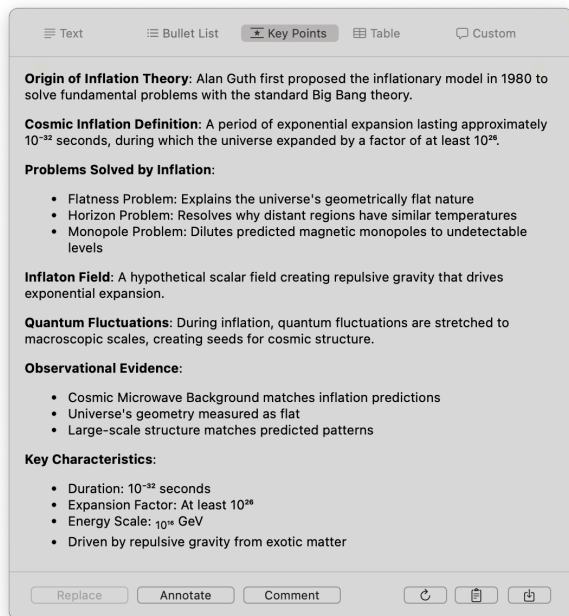 Text Bullet List Key Points Table Custom
Origin of Inflation Theory: Alan Guth first proposed the inflationary model in 1980 to
solve fundamental problems with the standard Big Bang theory.
Cosmic Inflation Definition: A period of exponential expansion lasting approximately
10⁻³² seconds, during which the universe expanded by a factor of at least 10²⁶.
Problems Solved by Inflation:
• Flatness Problem: Explains the universe's geometrically flat nature
• Horizon Problem: Resolves why distant regions have similar temperatures
• Monopole Problem: Dilutes predicted magnetic monopoles to undetectable
levels
Inflaton Field: A hypothetical scalar field creating repulsive gravity that drives
exponential expansion.
Quantum Fluctuations: During inflation, quantum fluctuations are stretched to
macroscopic scales, creating seeds for cosmic structure.
Observational Evidence:
• Cosmic Microwave Background matches inflation predictions
• Universe's geometry measured as flat
• Large-scale structure matches predicted patterns
Key Characteristics:
• Duration: 10⁻³² seconds
• Expansion Factor: At least 10²⁶
• Energy Scale: 10¹⁶ GeV
• Driven by repulsive gravity from exotic matter
Replace Annotate Comment